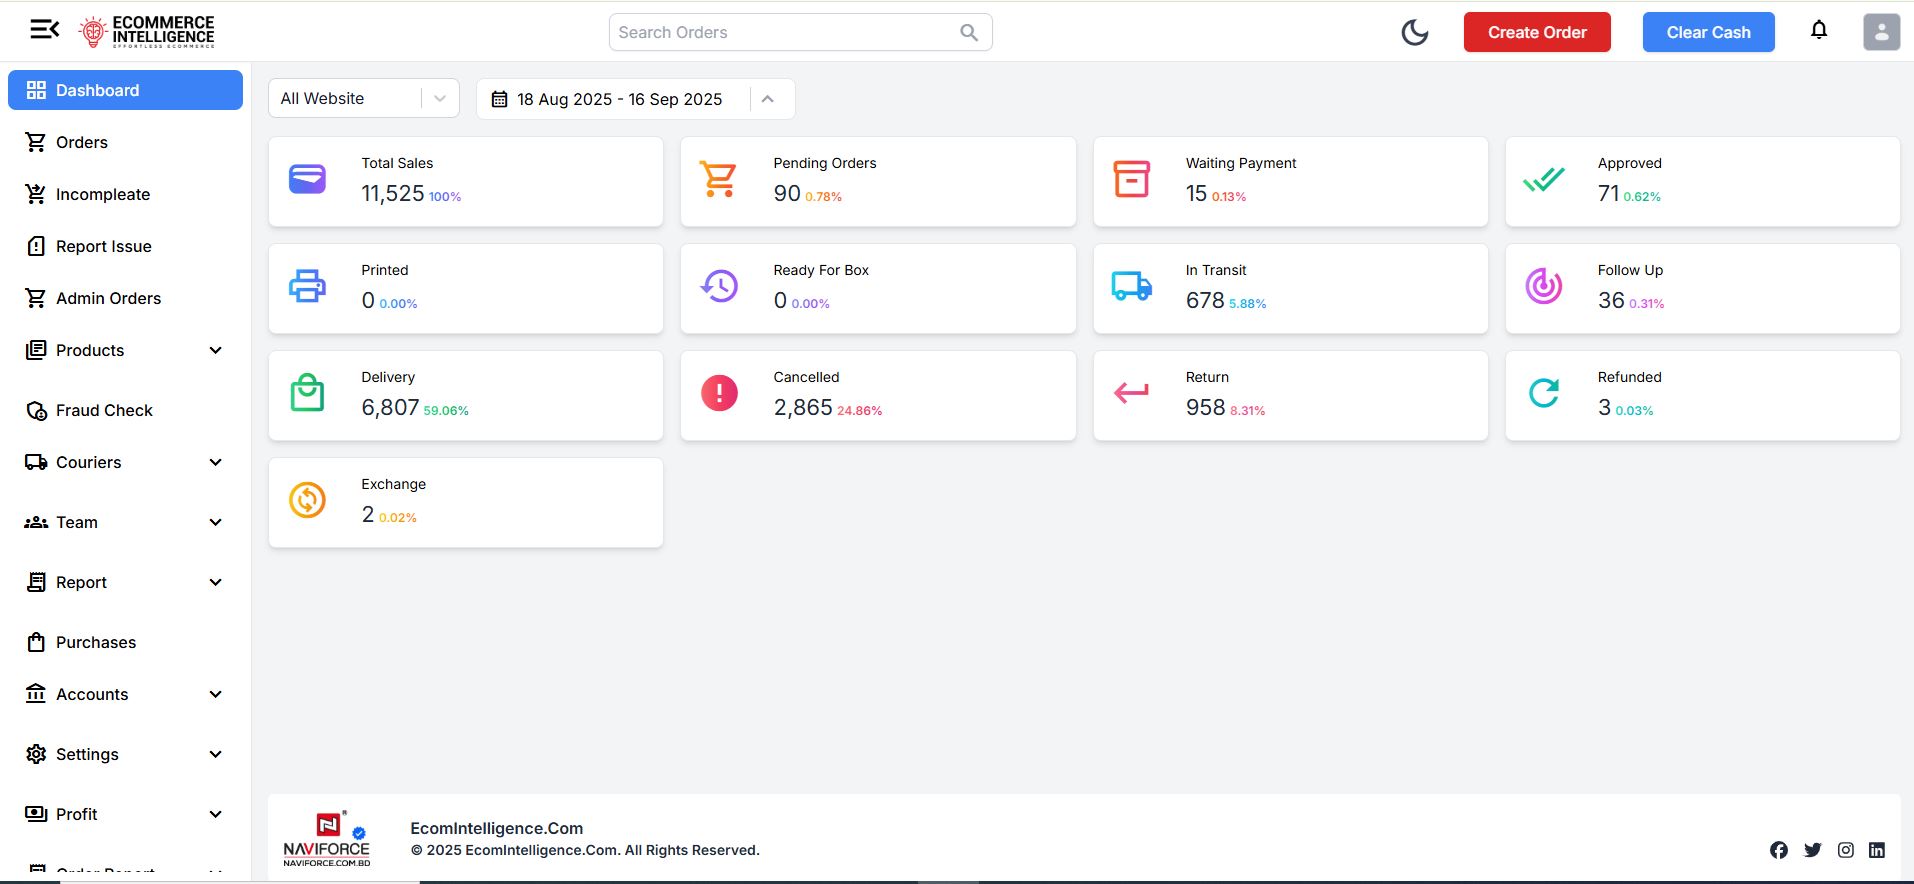 ECOMMERCE
INTELLIGENCE
EFFORTLESS ECOMMERCE
Search Orders
Create Order
Clear Cash
Dashboard
Orders
Incompleate
Report Issue
Admin Orders
Products
Fraud Check
Couriers
Team
Report
Purchases
Accounts
Settings
Profit
Order Report
All Website
18 Aug 2025 - 16 Sep 2025
Total Sales
11,525 100%
Pending Orders
90 0.78%
Waiting Payment
15 0.13%
Approved
71 0.62%
Printed
0 0.00%
Ready For Box
0 0.00%
In Transit
678 5.88%
Follow Up
36 0.31%
Delivery
6,807 59.06%
Cancelled
2,865 24.86%
Return
958 8.31%
Refunded
3 0.03%
Exchange
2 0.02%
NAVIFORCE
NAVIFORCE.COM.BD
EcomIntelligence.Com
© 2025 EcomIntelligence.Com. All Rights Reserved.